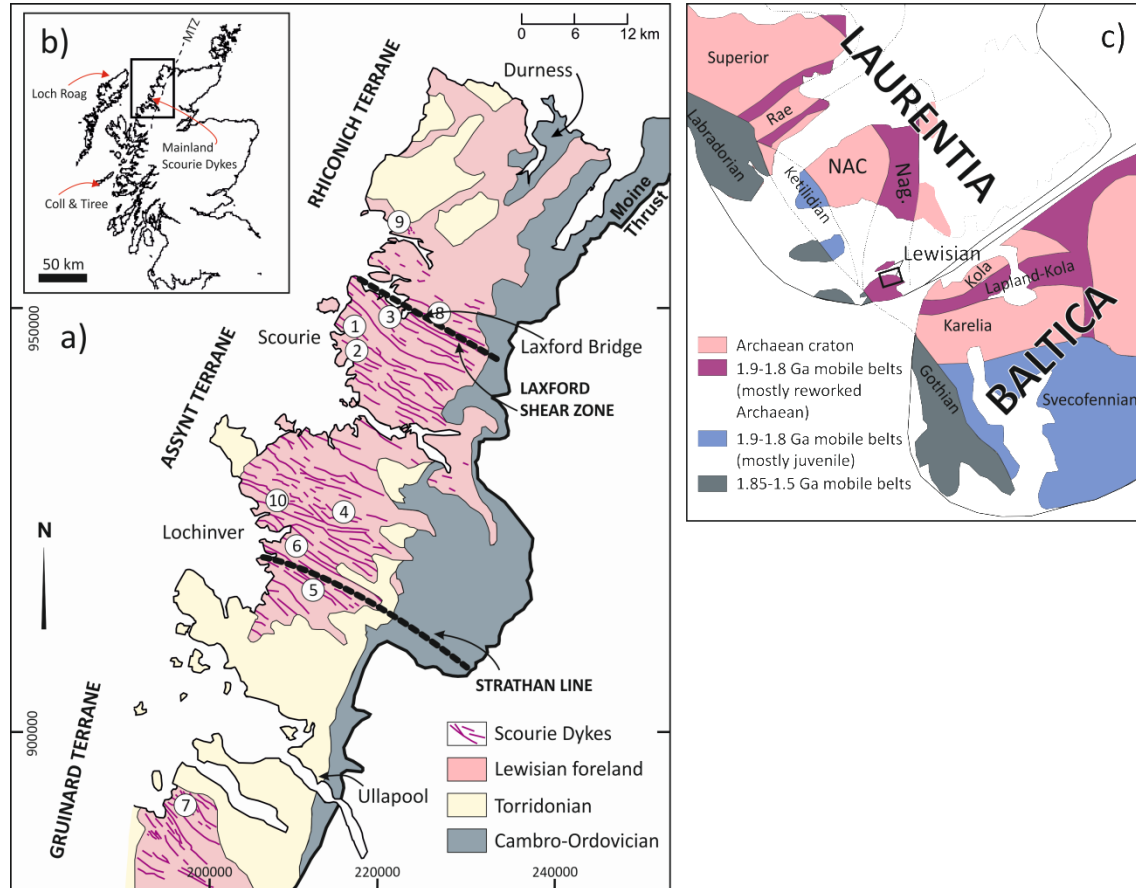 a)
b)
MTZ
Loch Roag
Mainland
Scourie Dykes
Coll & Tiree
50 km
0 6 12 km
Durness
RHICONICH TERRANE
Moine
Thrust
9
950000
8
3
Scourie
1
2
Laxford Bridge
LAXFORD
SHEAR ZONE
ASSYNT TERRANE
10
4
N
Lochinver
6
5
STRATHAN LINE
GRUINARD TERRANE
900000
Scourie Dykes
Lewisian foreland
Torridonian
Cambro-Ordovician
Ullapool
7
200000
220000
240000
c)
LAURENTIA
Superior
Rae
Labradorian
NAC
Nag.
Ketilidian
Lewisian
Kola
Lapland-Kola
Karelia
BALTICA
Gothian
Svecofennian
Archaean craton
1.9-1.8 Ga mobile belts
(mostly reworked
Archaean)
1.9-1.8 Ga mobile belts
(mostly juvenile)
1.85-1.5 Ga mobile belts